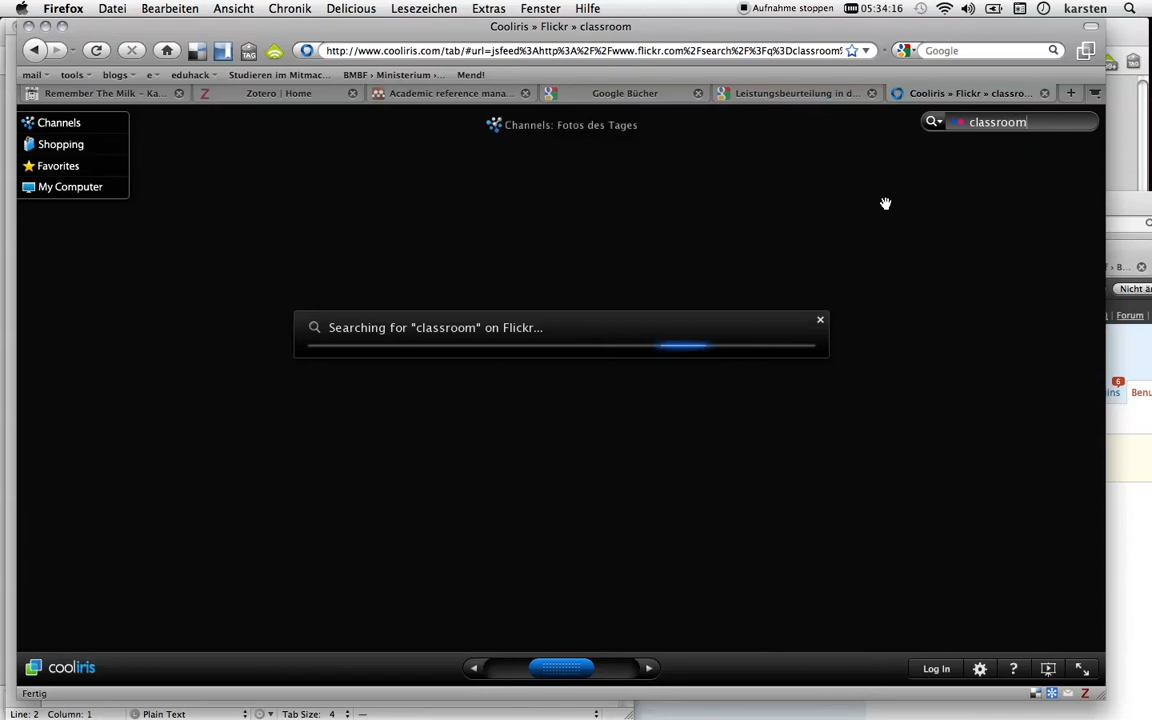 Firefox Datei Bearbeiten Ansicht Chronik Delicious Lesezeichen Extras Fenster Hilfe Aufnahme stoppen 05:34:16 karsten
Cooliris » Flickr » classroom
http://www.cooliris.com/tab/#url=jsfeed%3Ahttp%3A%2F%2Fwww.flickr.com%2Fsearch%2F%3Fq%3Dclassroom% Google
mail tools blogs e eduhack Studieren im Mitmac... BMBF › Ministerium ›... Mend!
Remember The Milk – Ka... Zotero | Home Academic reference mana... Google Bücher Leistungsbeurteilung in d... Cooliris » Flickr » classro...
Channels
Shopping
Favorites
My Computer
Channels: Fotos des Tages
classroom
Searching for "classroom" on Flickr...
› B...
Nicht än
Forum
6
ins Benu
cooliris
Log In ?
Fertig
Line: 2 Column: 1 Plain Text Tab Size: 4 —